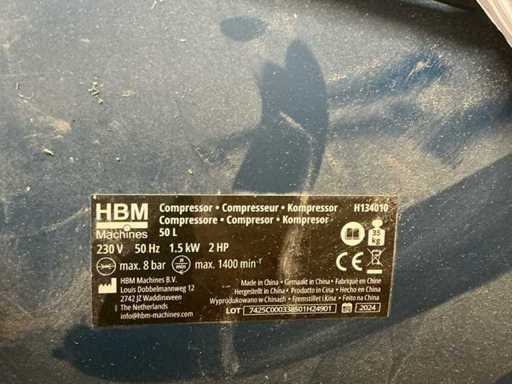 HBM
Machines
Compressor • Compresseur • Kompressor
Compressore • Compresor • Kompresor
50 L
H134010
230 V 50 Hz 1.5 kW 2 HP
33 kg
max. 8 bar
max. 1400 min⁻¹
HBM Machines B.V.
Louis Dobbelmannweg 12
2742 JZ Waddinxveen
The Netherlands
info@hbm-machines.com
Made in China • Gemaakt in China • Fabriqué en Chine
Hergestellt in China • Prodotto in Cina • Hecho en China
Wyprodukowano w Chinach • Fremstillet i Kina • Feito na China
LOT 7425C000338501H24901
2024